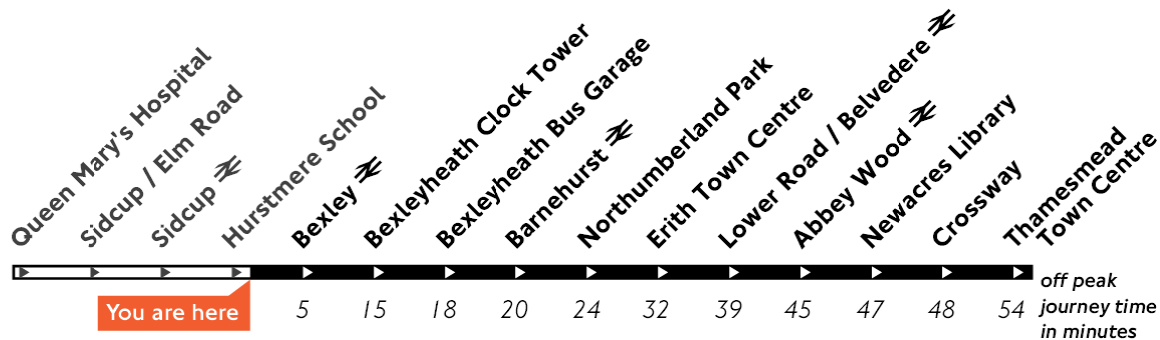 Queen Mary's Hospital
Sidcup / Elm Road
Sidcup
Hurstmere School
Bexley
Bexleyheath Clock Tower
Bexleyheath Bus Garage
Barnehurst
Northumberland Park
Erith Town Centre
Lower Road / Belvedere
Abbey Wood
Newacres Library
Crossway
Thamesmead
Town Centre
You are here
5 15 18 20 24 32 39 45 47 48 54
off peak
journey time
in minutes